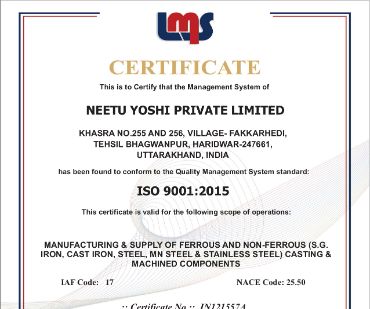 LMS
CERTIFICATE
This is to Certify that the Management System of
NEETU YOSHI PRIVATE LIMITED
KHASRA NO.255 AND 256, VILLAGE- FAKKARHEDI,
TEHSIL BHAGWANPUR, HARIDWAR-247661,
UTTARAKHAND, INDIA
has been found to conform to the Quality Management System standard:
ISO 9001:2015
This certificate is valid for the following scope of operations:
MANUFACTURING & SUPPLY OF FERROUS AND NON-FERROUS (S.G.
IRON, CAST IRON, STEEL, MN STEEL & STAINLESS STEEL) CASTING &
MACHINED COMPONENTS
IAF Code: 17 NACE Code: 25.50
:: Certificate No :: IN121557A